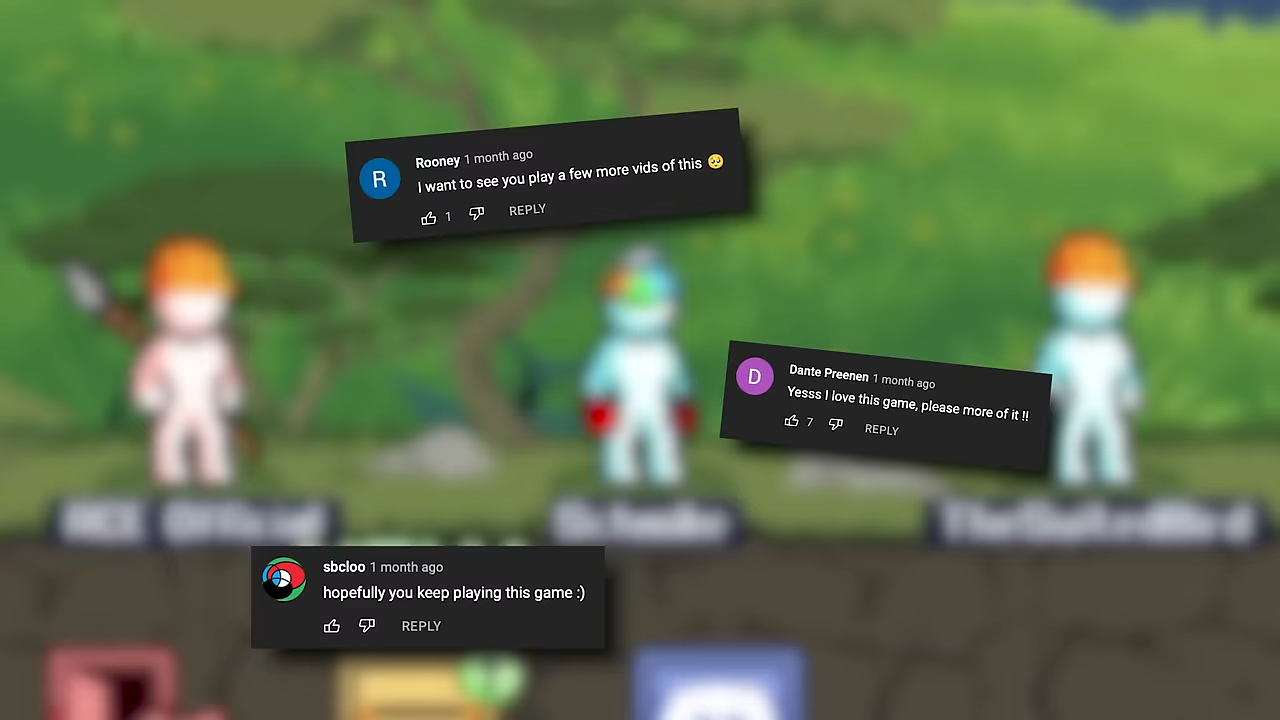 Rooney 1 month ago
I want to see you play a few more vids of this 🥺
R
1 REPLY
Dante Preenen 1 month ago
D
Yesss I love this game, please more of it !!
7 REPLY
sbcloo 1 month ago
hopefully you keep playing this game :)
REPLY